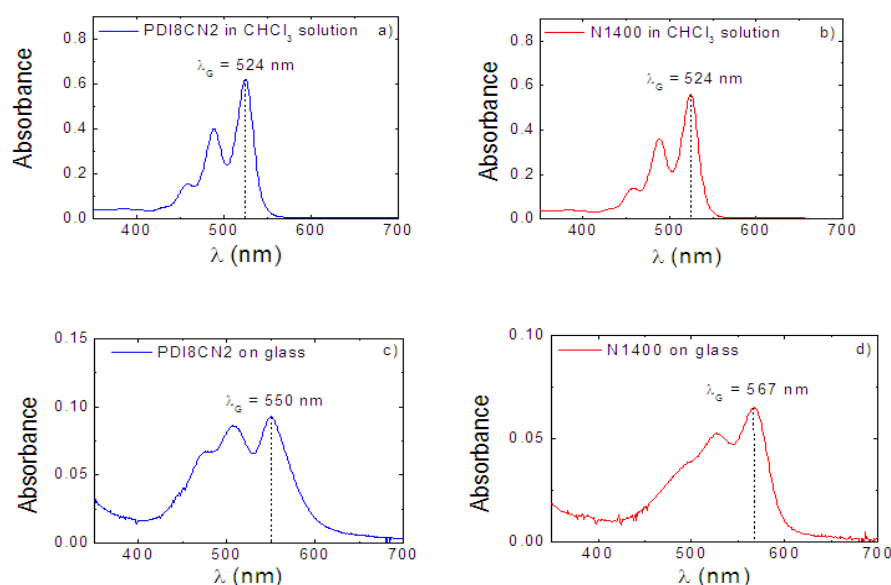 PDI8CN2 in CHCl₃ solution a)
λG = 524 nm
Absorbance
0.8
0.6
0.4
0.2
0.0
400 500 600 700
λ (nm)
N1400 in CHCl₃ solution b)
λG = 524 nm
Absorbance
0.8
0.6
0.4
0.2
0.0
400 500 600 700
λ (nm)
PDI8CN2 on glass c)
λG = 550 nm
Absorbance
0.15
0.10
0.05
0.00
400 500 600 700
λ (nm)
N1400 on glass d)
λG = 567 nm
Absorbance
0.10
0.05
0.00
400 500 600 700
λ (nm)